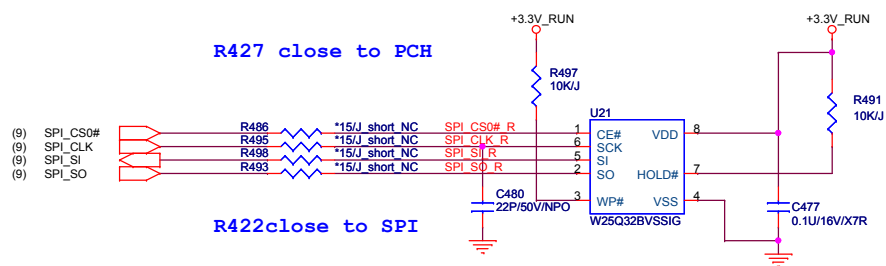 +3.3V_RUN
+3.3V_RUN
R427 close to PCH
R497
10K/J
R491
10K/J
U21
(9) SPI_CS0# R486 *15/J_short_NC SPI_CS0#_R 1 CE# VDD 8
(9) SPI_CLK R495 *15/J_short_NC SPI_CLK_R 6 SCK
(9) SPI_SI R498 *15/J_short_NC SPI_SI_R 5 SI
(9) SPI_SO R493 *15/J_short_NC SPI_SO_R 2 SO HOLD# 7
C480
22P/50V/NPO
3 WP# VSS 4
C477
0.1U/16V/X7R
R422close to SPI
W25Q32BVSSIG